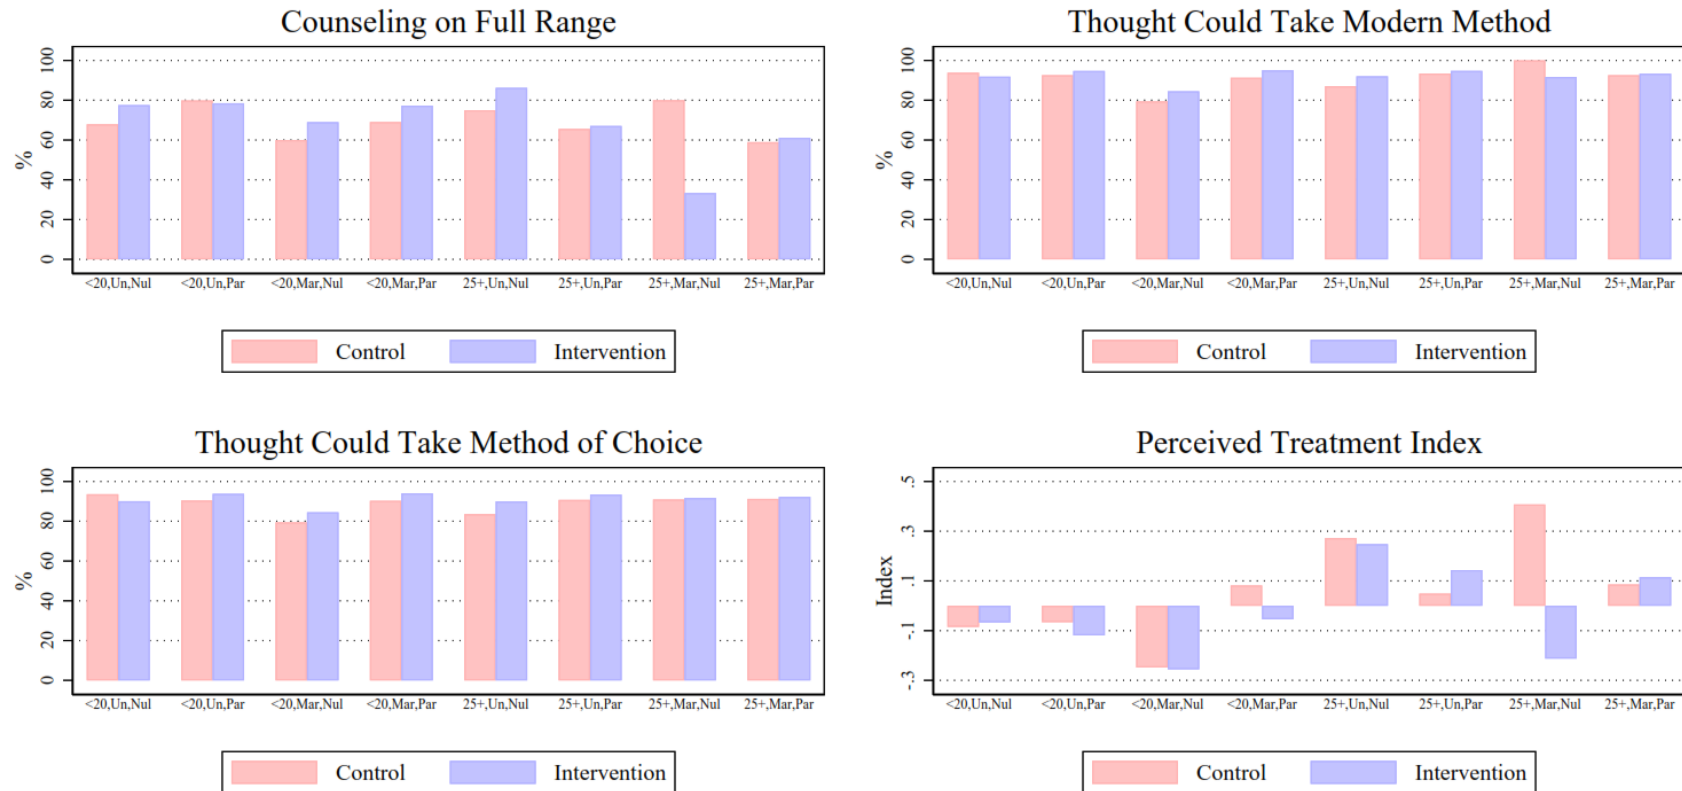 Counseling on Full Range
100
80
60
40
20
0
%
<20,Un,Nul <20,Un,Par <20,Mar,Nul <20,Mar,Par 25+,Un,Nul 25+,Un,Par 25+,Mar,Nul 25+,Mar,Par
Control Intervention
Thought Could Take Modern Method
100
80
60
40
20
0
%
<20,Un,Nul <20,Un,Par <20,Mar,Nul <20,Mar,Par 25+,Un,Nul 25+,Un,Par 25+,Mar,Nul 25+,Mar,Par
Control Intervention
Thought Could Take Method of Choice
100
80
60
40
20
0
%
<20,Un,Nul <20,Un,Par <20,Mar,Nul <20,Mar,Par 25+,Un,Nul 25+,Un,Par 25+,Mar,Nul 25+,Mar,Par
Control Intervention
Perceived Treatment Index
.5
.3
.1
-.1
-.3
Index
<20,Un,Nul <20,Un,Par <20,Mar,Nul <20,Mar,Par 25+,Un,Nul 25+,Un,Par 25+,Mar,Nul 25+,Mar,Par
Control Intervention